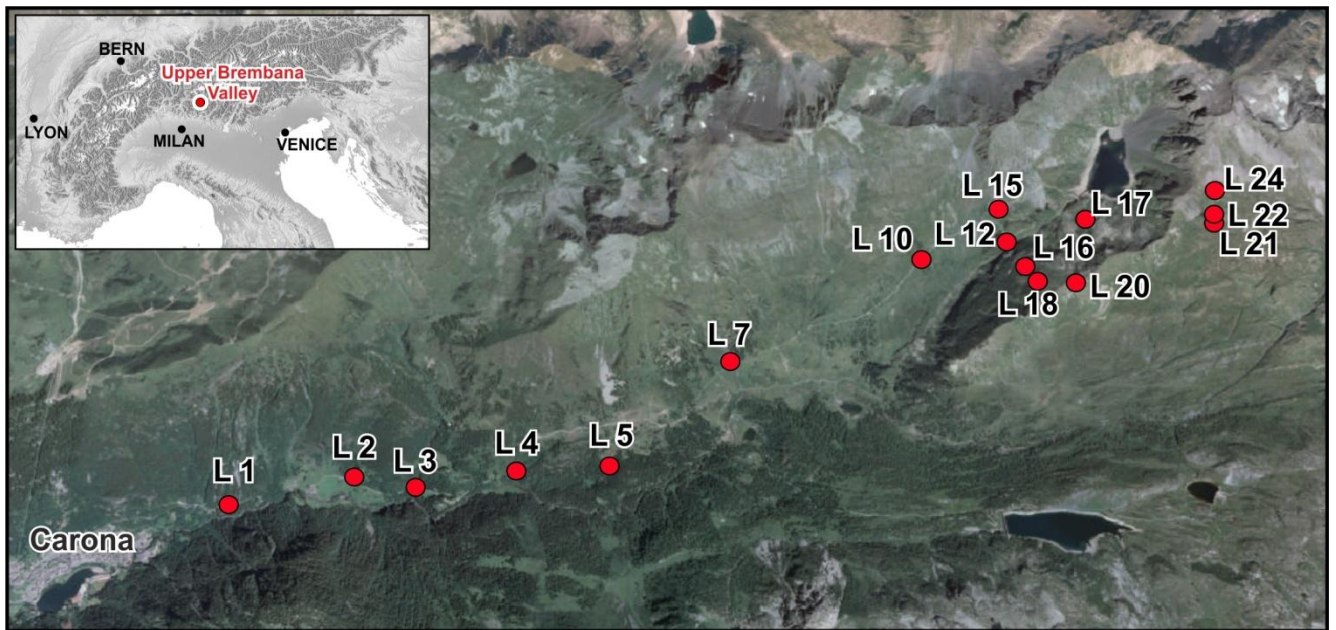 BERN
Upper Brembana
Valley
LYON
MILAN
VENICE
L 15
L 24
L 17
L 22
L 12
L 21
L 10
L 16
L 18
L 20
L 7
L 5
L 4
L 2
L 3
L 1
Carona